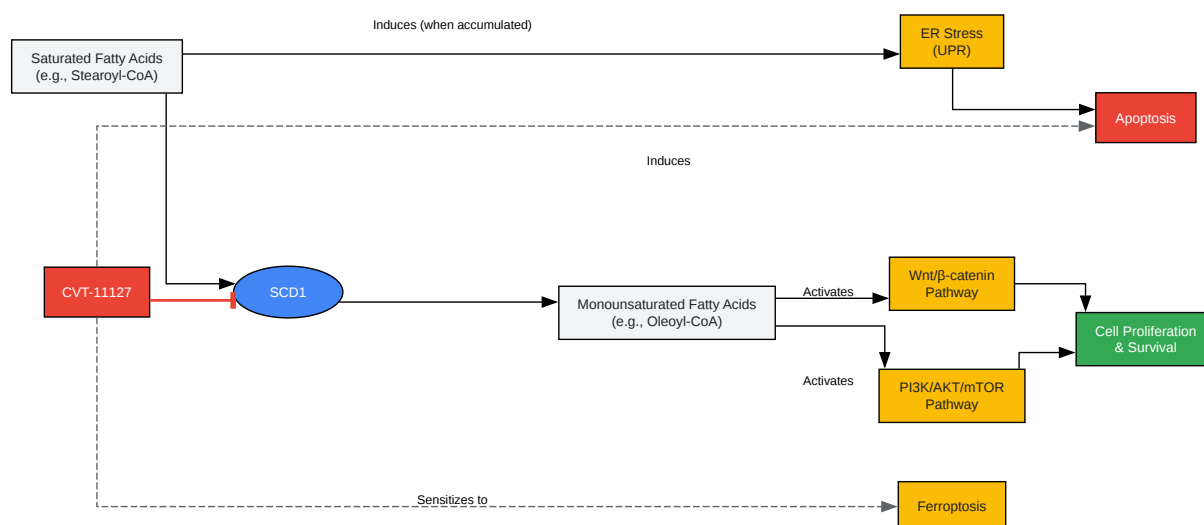 Induces (when accumulated)
ER Stress
(UPR)
Saturated Fatty Acids
(e.g., Stearoyl-CoA)
Apoptosis
Induces
CVT-11127
SCD1
Wnt/β-catenin
Pathway
Activates
Monounsaturated Fatty Acids
(e.g., Oleoyl-CoA)
Cell Proliferation
& Survival
Activates
PI3K/AKT/mTOR
Pathway
Sensitizes to
Ferroptosis